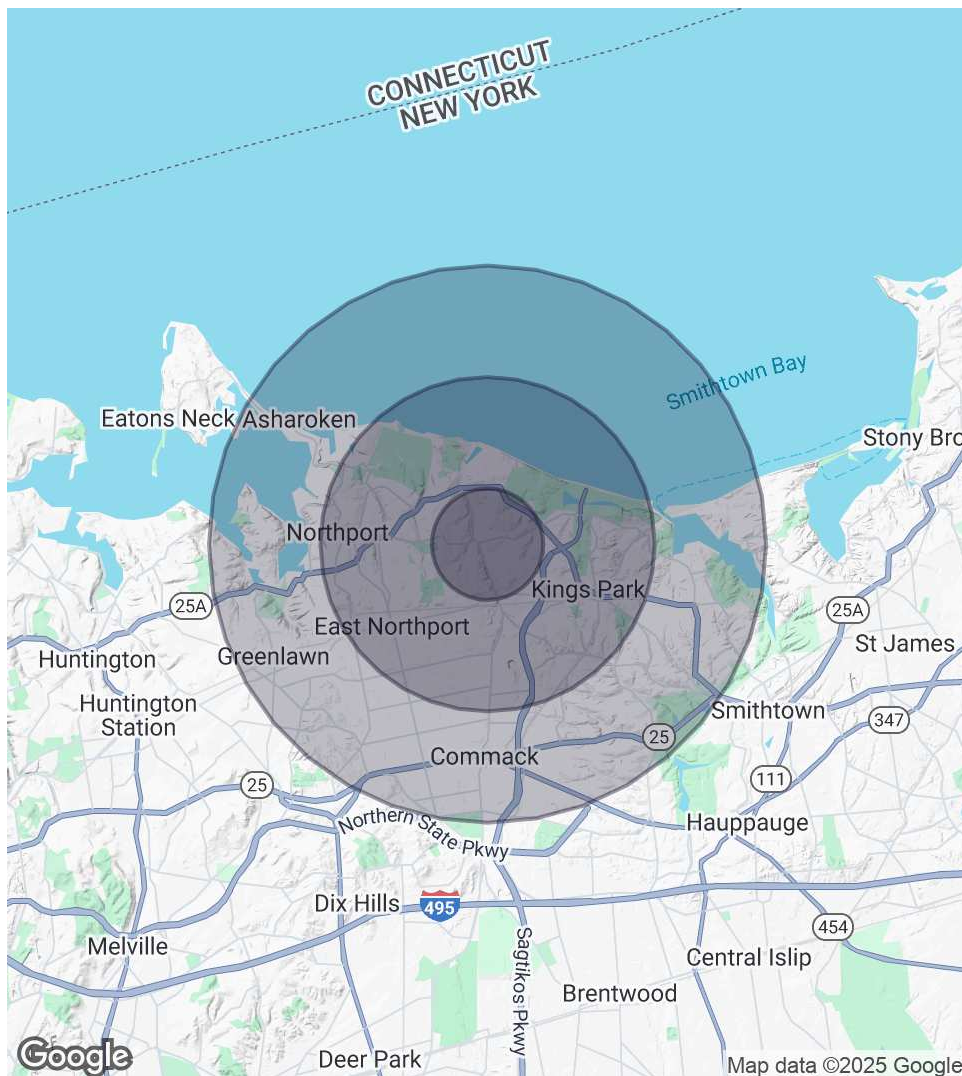 CONNECTICUT
NEW YORK
Smithtown Bay
Eatons Neck Asharoken
Stony Bro
Northport
Kings Park
25A
25A
East Northport
St James
Huntington
Greenlawn
Huntington
Station
Smithtown
347
25
Commack
111
25
Northern State Pkwy
Hauppauge
Dix Hills
495
454
Melville
Sagtikos Pkwy
Central Islip
Brentwood
Google
Deer Park
Map data ©2025 Google